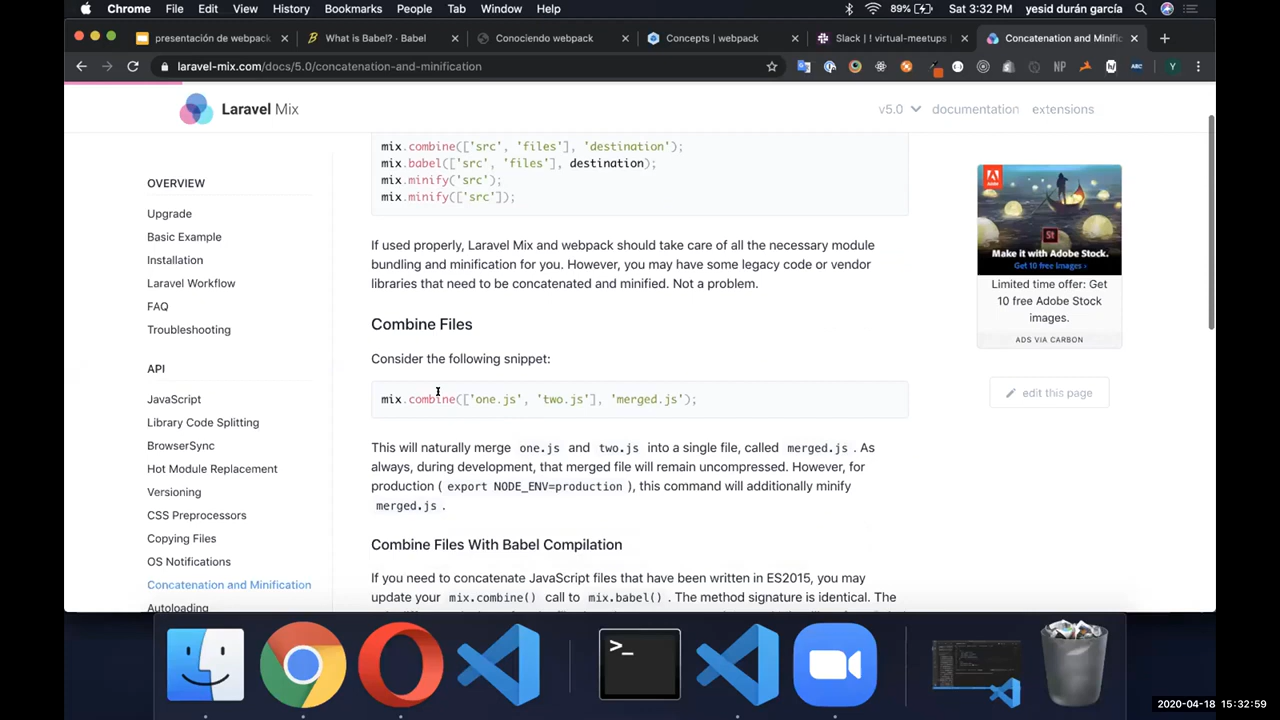 Chrome File Edit View History Bookmarks People Tab Window Help 89% Sat 3:32 PM yesid durán garcía
presentación de webpack What is Babel? · Babel Conociendo webpack Concepts | webpack Slack | ! virtual-meetups Concatenation and Minific
laravel-mix.com/docs/5.0/concatenation-and-minification NP ABC Y
Laravel Mix
v5.0 documentation extensions
OVERVIEW
Upgrade
Basic Example
Installation
Laravel Workflow
FAQ
Troubleshooting
API
JavaScript
Library Code Splitting
BrowserSync
Hot Module Replacement
Versioning
CSS Preprocessors
Copying Files
OS Notifications
Concatenation and Minification
Autoloading
mix.combine(['src', 'files'], 'destination');
mix.babel(['src', 'files'], destination);
mix.minify('src');
mix.minify(['src']);
If used properly, Laravel Mix and webpack should take care of all the necessary module
bundling and minification for you. However, you may have some legacy code or vendor
libraries that need to be concatenated and minified. Not a problem.
Combine Files
Consider the following snippet:
mix.combine(['one.js', 'two.js'], 'merged.js');
This will naturally merge one.js and two.js into a single file, called merged.js . As
always, during development, that merged file will remain uncompressed. However, for
production ( export NODE_ENV=production ), this command will additionally minify
merged.js .
Combine Files With Babel Compilation
If you need to concatenate JavaScript files that have been written in ES2015, you may
update your mix.combine() call to mix.babel() . The method signature is identical. The
Adobe
St
Make it with Adobe Stock.
Get 10 free images ›
Limited time offer: Get
10 free Adobe Stock
images.
ADS VIA CARBON
edit this page
>_
2020-04-18 15:32:59